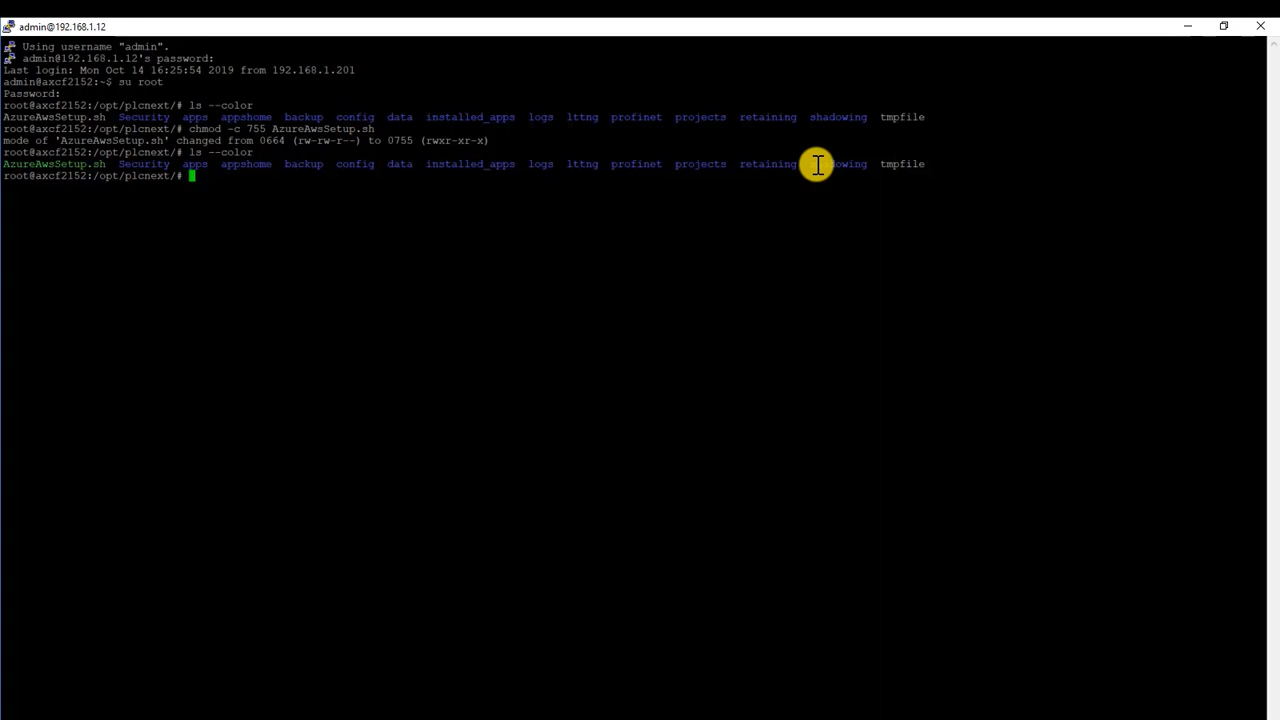 admin@192.168.1.12
Using username "admin".
admin@192.168.1.12's password:
Last login: Mon Oct 14 16:25:54 2019 from 192.168.1.201
admin@axcf2152:~$ su root
Password:
root@axcf2152:/opt/plcnext/# ls --color
AzureAwsSetup.sh Security apps appshome backup config data installed_apps logs lttng profinet projects retaining shadowing tmpfile
root@axcf2152:/opt/plcnext/# chmod -c 755 AzureAwsSetup.sh
mode of 'AzureAwsSetup.sh' changed from 0664 (rw-rw-r--) to 0755 (rwxr-xr-x)
root@axcf2152:/opt/plcnext/# ls --color
AzureAwsSetup.sh Security apps appshome backup config data installed_apps logs lttng profinet projects retaining shadowing tmpfile
root@axcf2152:/opt/plcnext/#